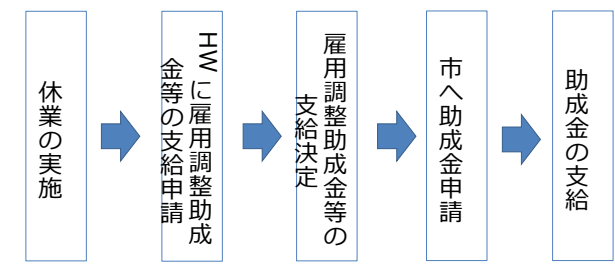 休業の実施
HWに雇用調整助成
金等の支給申請
雇用調整助成金等の
支給決定
市へ助成金申請
助成金の支給